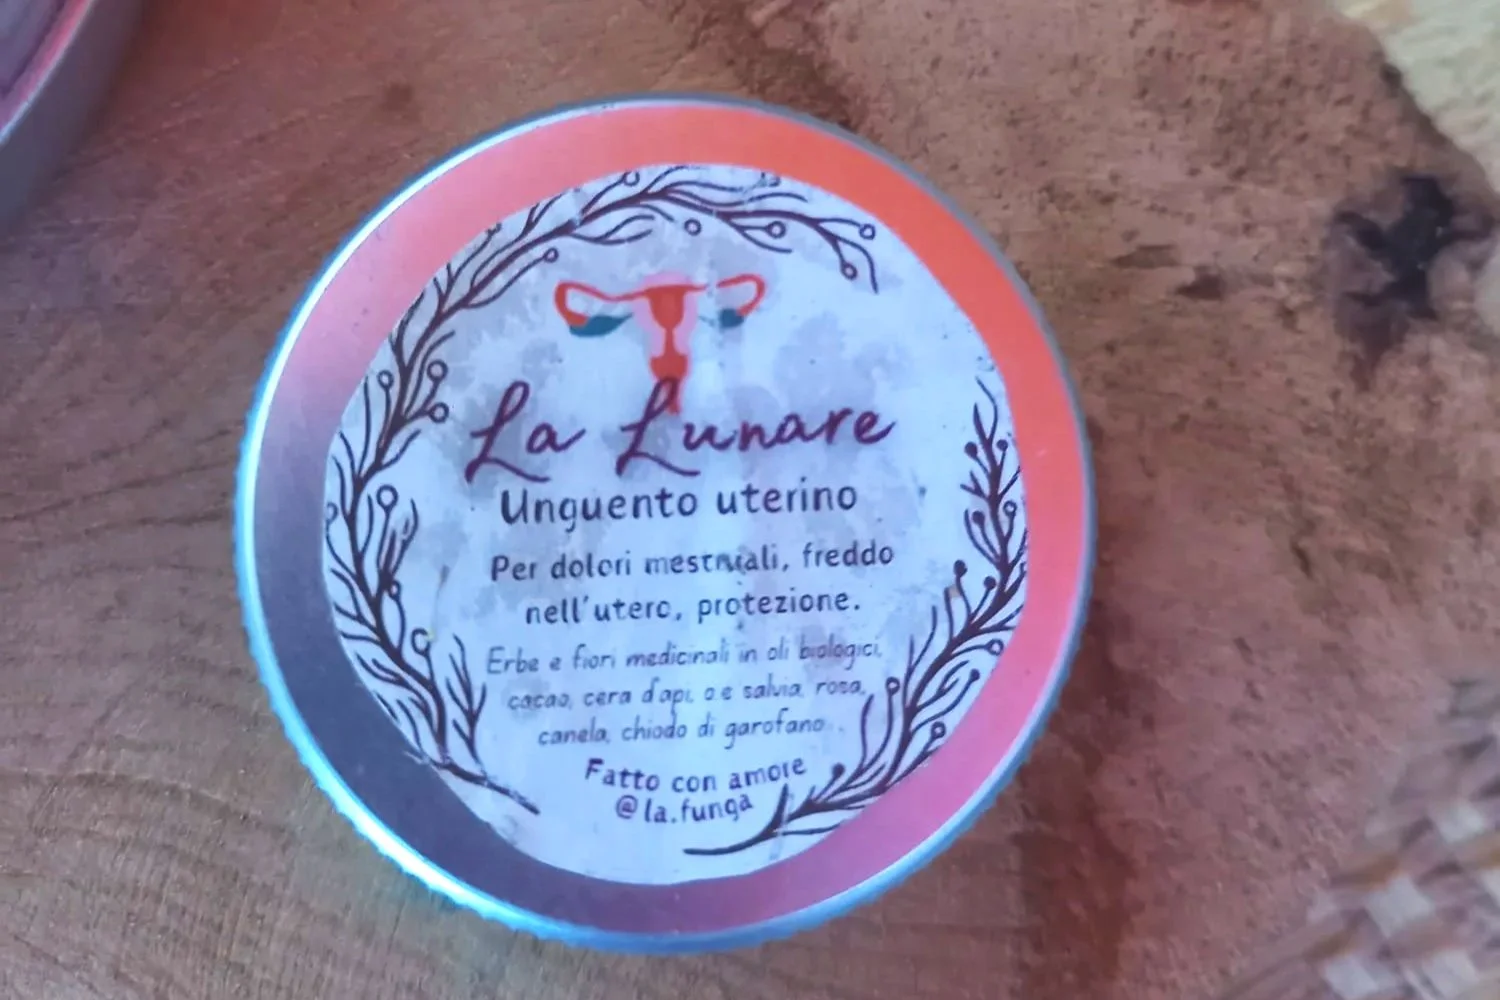 La Lunare
Unguento uterino
Per dolori mestruali, freddo
nell'utero, protezione.
Erbe e fiori medicinali in oli biologici,
cacao, cera d'api, o e salvia, rosa,
canela, chiodo di garofano
Fatto con amore
@la.funga